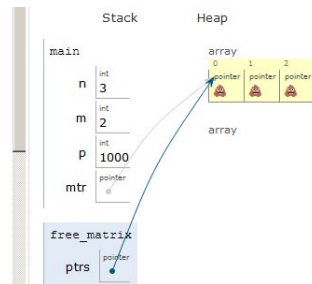 Stack Heap
main array
0 1 2
pointer pointer pointer
n int 3
m int 2
array
p int 1000
mtr pointer
free_matrix
ptrs pointer